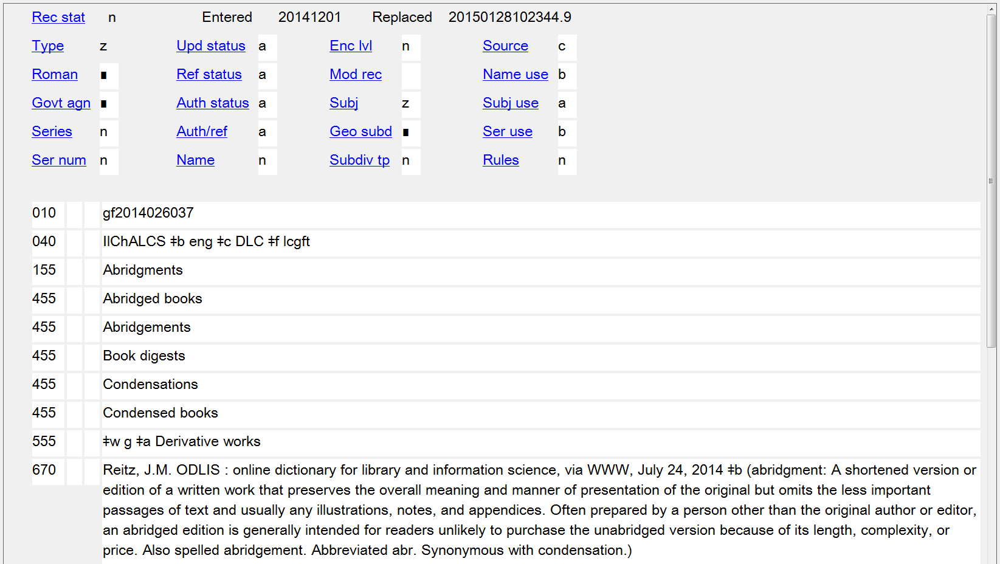 Rec stat n Entered 20141201 Replaced 20150128102344.9
Type z Upd status a Enc lvl n Source c
Roman ■ Ref status a Mod rec Name use b
Govt agn ■ Auth status a Subj z Subj use a
Series n Auth/ref a Geo subd ■ Ser use b
Ser num n Name n Subdiv tp n Rules n
010 gf2014026037
040 IlChALCS ‡b eng ‡c DLC ‡f lcgft
155 Abridgments
455 Abridged books
455 Abridgements
455 Book digests
455 Condensations
455 Condensed books
555 ‡w g ‡a Derivative works
670 Reitz, J.M. ODLIS : online dictionary for library and information science, via WWW, July 24, 2014 ‡b (abridgment: A shortened version or
edition of a written work that preserves the overall meaning and manner of presentation of the original but omits the less important
passages of text and usually any illustrations, notes, and appendices. Often prepared by a person other than the original author or editor,
an abridged edition is generally intended for readers unlikely to purchase the unabridged version because of its length, complexity, or
price. Also spelled abridgement. Abbreviated abr. Synonymous with condensation.)